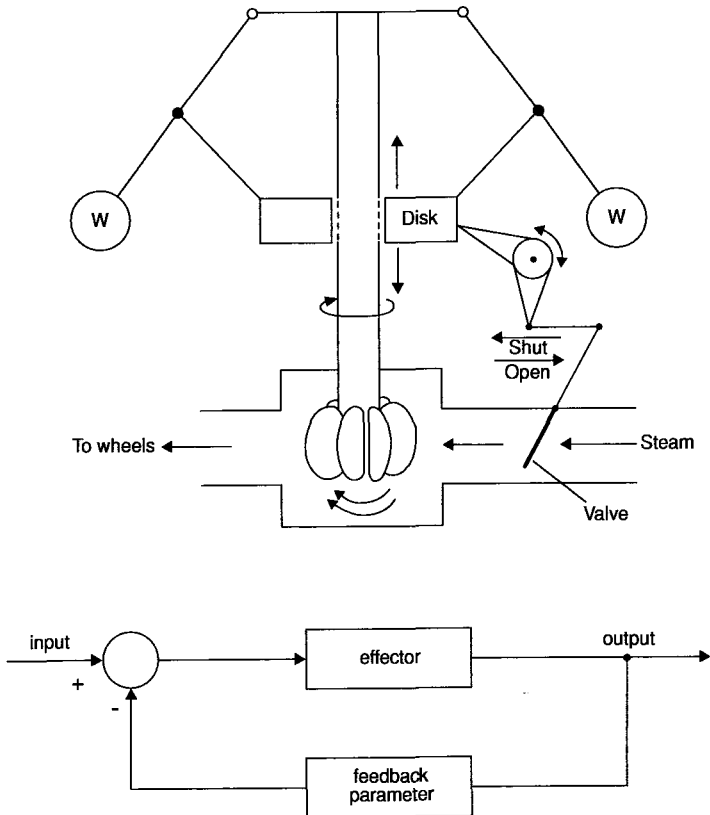 W
Disk
W
Shut
Open
To wheels
Steam
Valve
input
effector
output
+
-
feedback
parameter